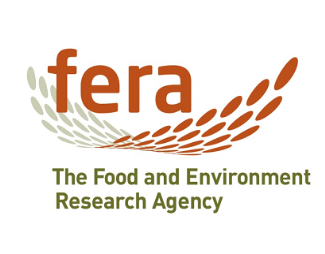 fera
The Food and Environment
Research Agency